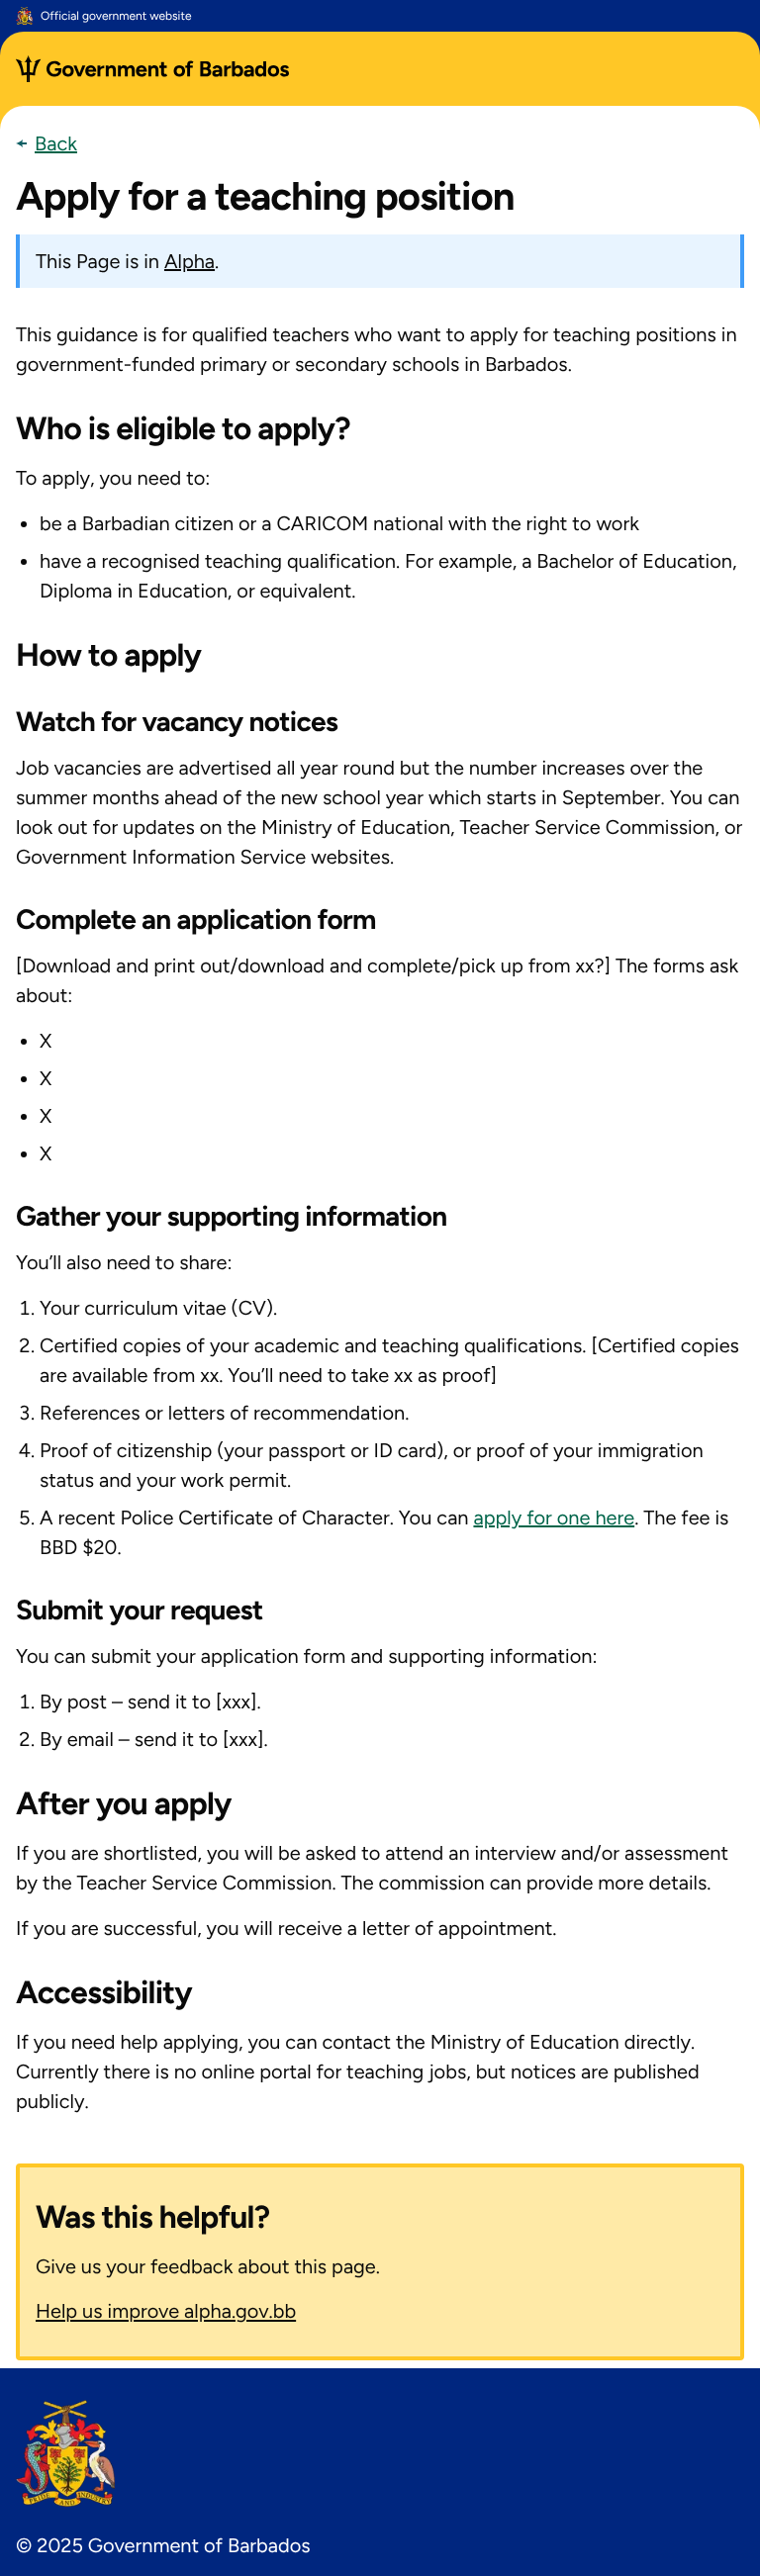 Official government website
Government of Barbados
Back
Apply for a teaching position
This Page is in Alpha.
This guidance is for qualified teachers who want to apply for teaching positions in
government-funded primary or secondary schools in Barbados.
Who is eligible to apply?
To apply, you need to:
• be a Barbadian citizen or a CARICOM national with the right to work
• have a recognised teaching qualification. For example, a Bachelor of Education,
Diploma in Education, or equivalent.
How to apply
Watch for vacancy notices
Job vacancies are advertised all year round but the number increases over the
summer months ahead of the new school year which starts in September. You can
look out for updates on the Ministry of Education, Teacher Service Commission, or
Government Information Service websites.
Complete an application form
[Download and print out/download and complete/pick up from xx?] The forms ask
about:
• X
• X
• X
• X
Gather your supporting information
You’ll also need to share:
1. Your curriculum vitae (CV).
2. Certified copies of your academic and teaching qualifications. [Certified copies
are available from xx. You’ll need to take xx as proof]
3. References or letters of recommendation.
4. Proof of citizenship (your passport or ID card), or proof of your immigration
status and your work permit.
5. A recent Police Certificate of Character. You can apply for one here. The fee is
BBD $20.
Submit your request
You can submit your application form and supporting information:
1. By post – send it to [xxx].
2. By email – send it to [xxx].
After you apply
If you are shortlisted, you will be asked to attend an interview and/or assessment
by the Teacher Service Commission. The commission can provide more details.
If you are successful, you will receive a letter of appointment.
Accessibility
If you need help applying, you can contact the Ministry of Education directly.
Currently there is no online portal for teaching jobs, but notices are published
publicly.
Was this helpful?
Give us your feedback about this page.
Help us improve alpha.gov.bb
PRIDE AND INDUSTRY
© 2025 Government of Barbados